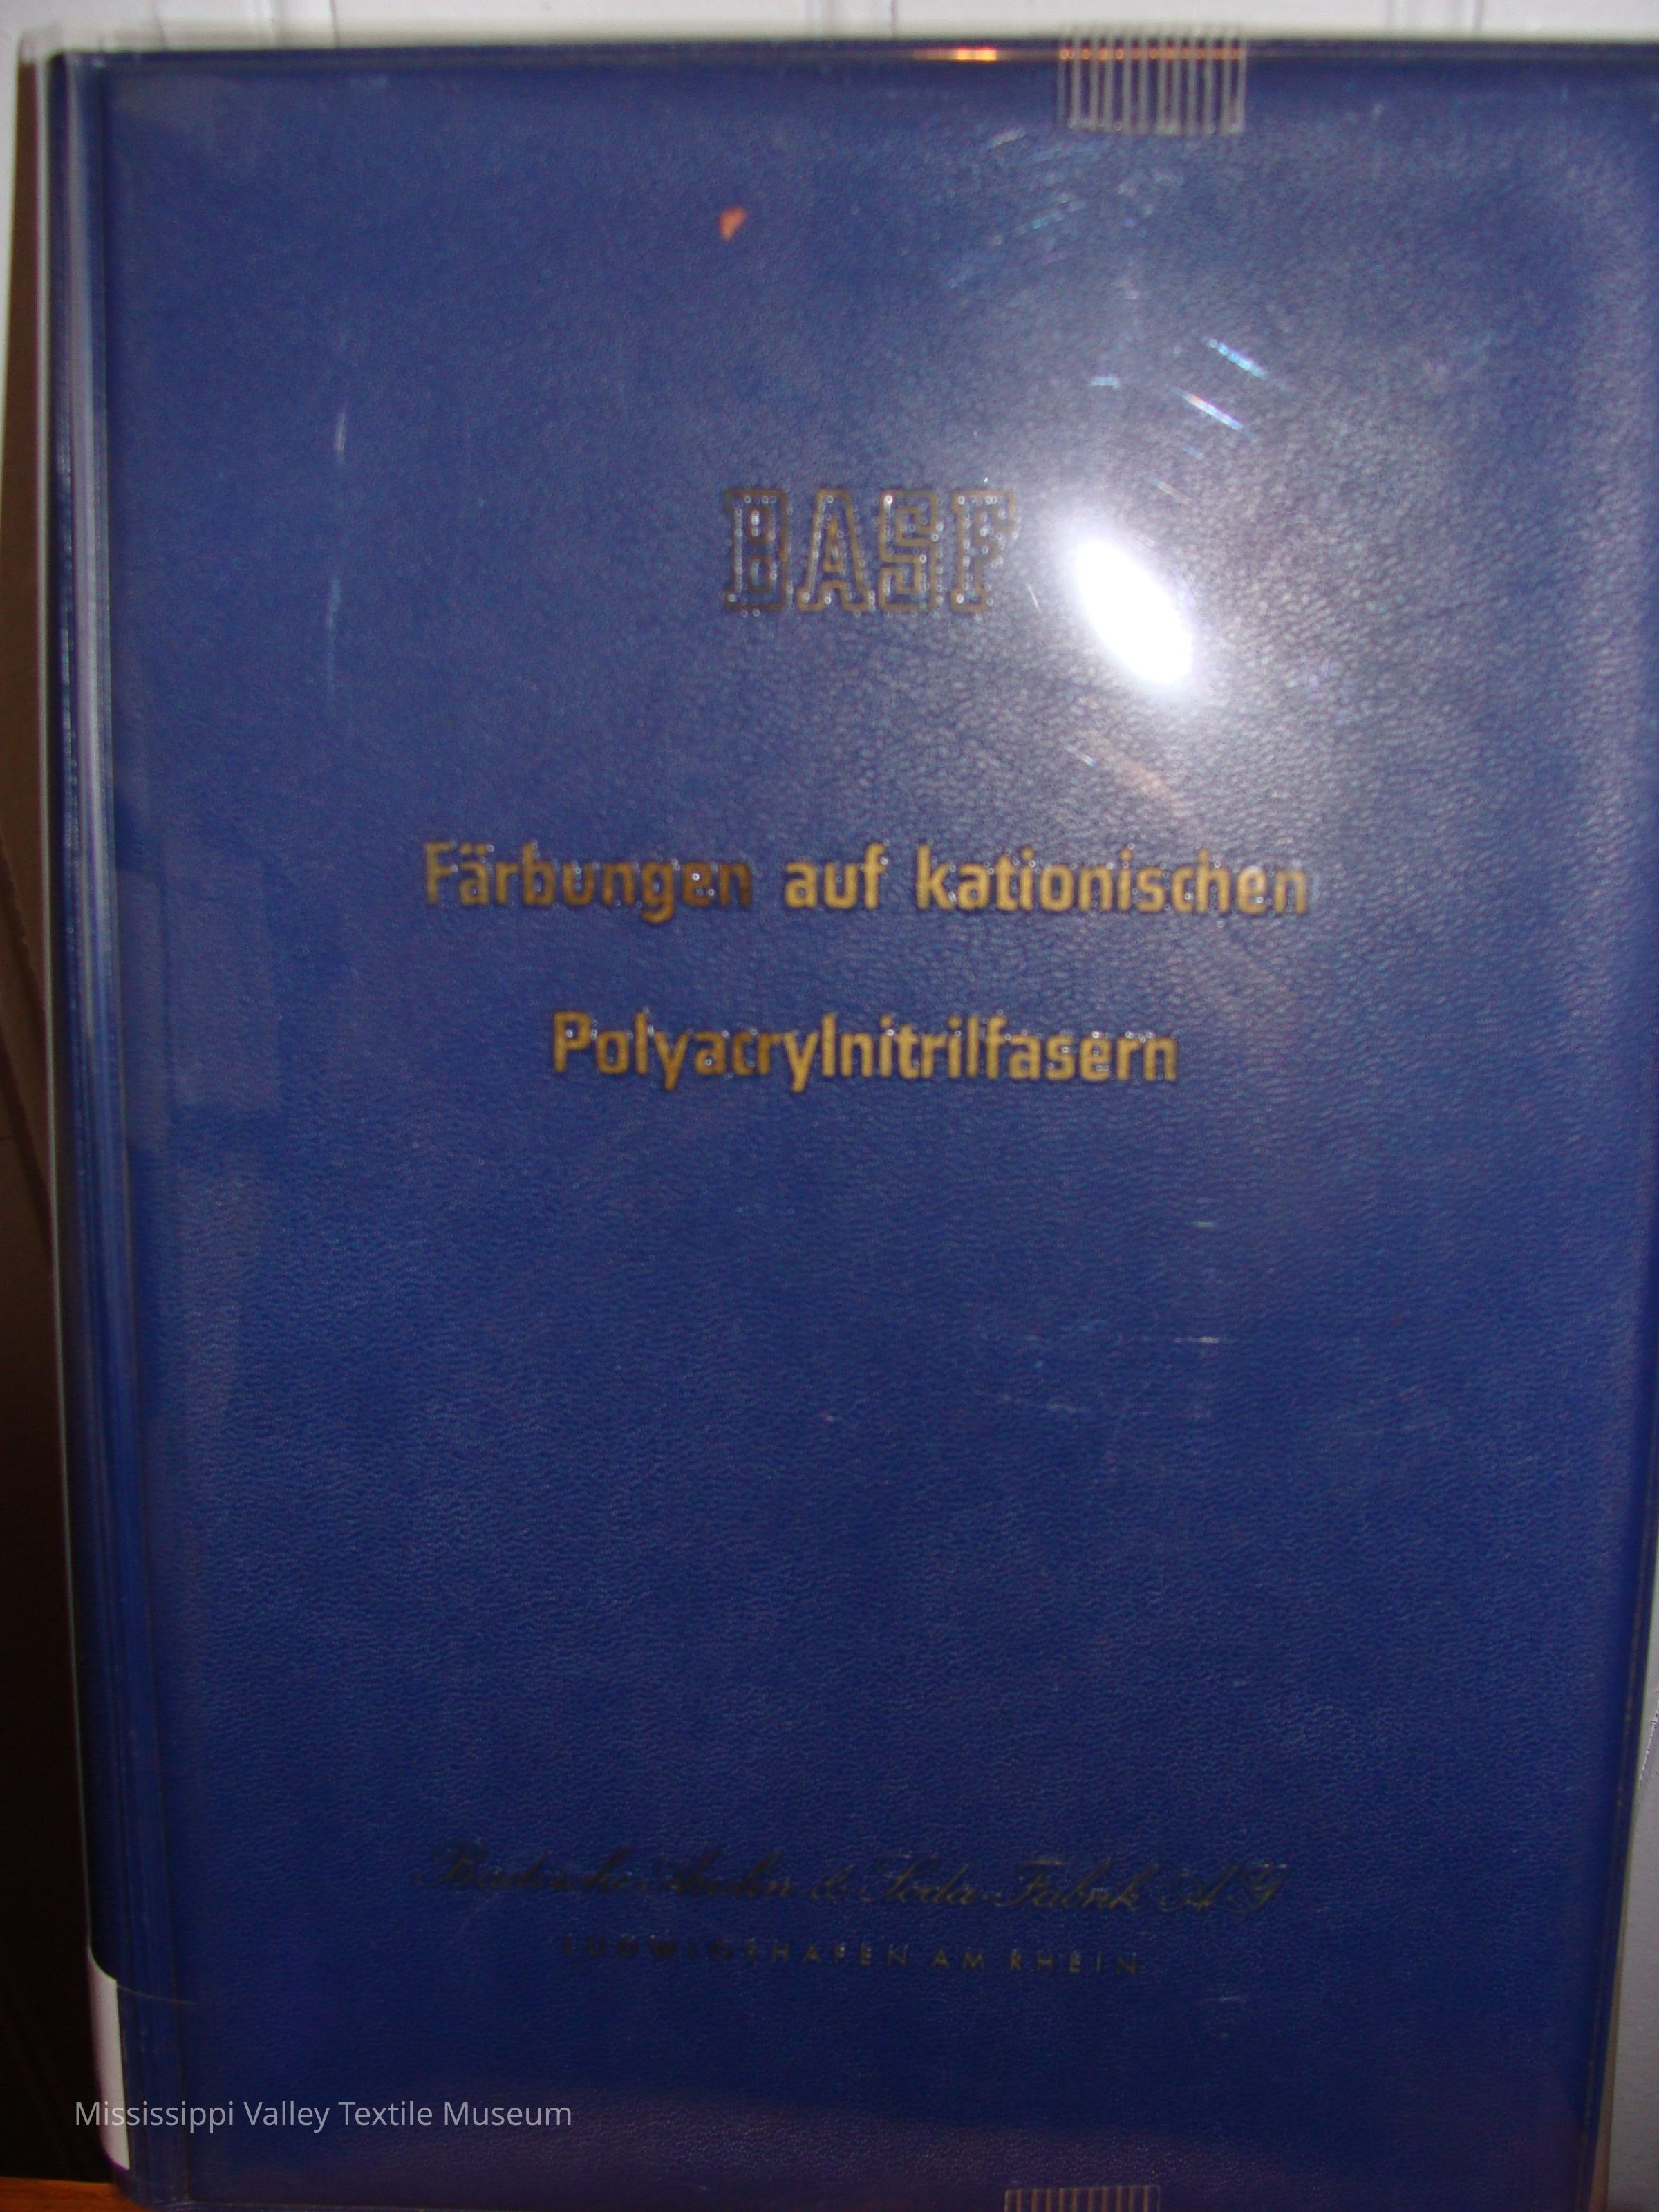 BASF
Färbungen auf kationischen
Polyacrylnitrilfasern
Badische Anilin- & Soda-Fabrik AG
LUDWIGSHAFEN AM RHEIN
Mississippi Valley Textile Museum